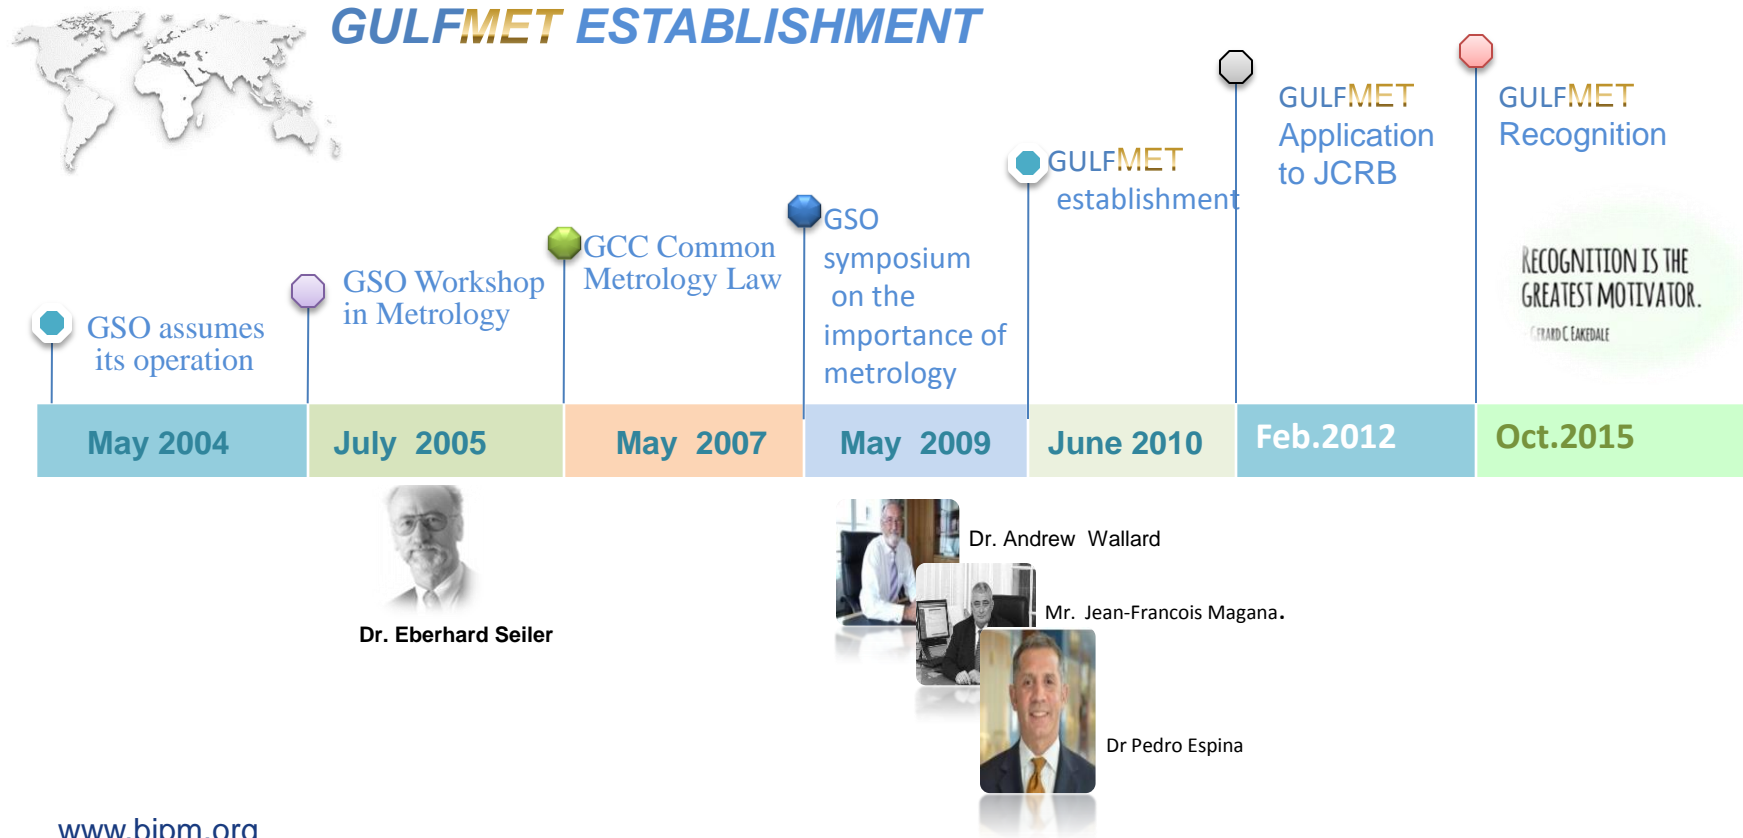 GULFMET ESTABLISHMENT
GSO assumes
its operation
GSO Workshop
in Metrology
GCC Common
Metrology Law
GSO
symposium
on the
importance of
metrology
GULFMET
establishment
GULFMET
Application
to JCRB
GULFMET
Recognition
RECOGNITION IS THE
GREATEST MOTIVATOR.
- GERARD C EAKEDALE
May 2004
July 2005
May 2007
May 2009
June 2010
Feb.2012
Oct.2015
Dr. Eberhard Seiler
Dr. Andrew Wallard
Mr. Jean-Francois Magana.
Dr Pedro Espina
www.bipm.org